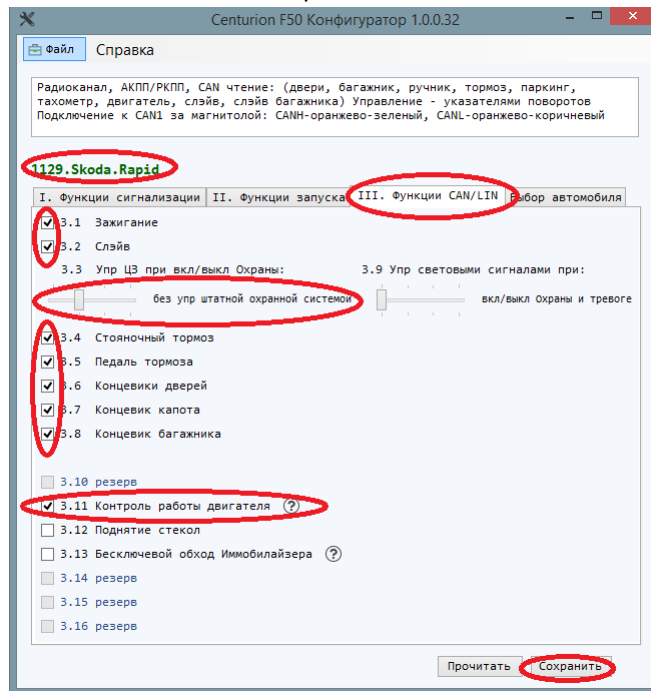 Centurion F50 Конфигуратор 1.0.0.32
Файл Справка
Радиоканал, АКПП/РКПП, CAN чтение: (двери, багажник, ручник, тормоз, паркинг,
тахометр, двигатель, слэйв, слэйв багажника) Управление - указателями поворотов
Подключение к CAN1 за магнитолой: CANH-оранжево-зеленый, CANL-оранжево-коричневый
1129.Skoda.Rapid
I. Функции сигнализации II. Функции запуска III. Функции CAN/LIN Выбор автомобиля
3.1 Зажигание
3.2 Слэйв
3.3 Упр ЦЗ при вкл/выкл Охраны: 3.9 Упр световыми сигналами при:
без упр штатной охранной системой вкл/выкл Охраны и тревоге
3.4 Стояночный тормоз
3.5 Педаль тормоза
3.6 Концевики дверей
3.7 Концевик капота
3.8 Концевик багажника
3.10 резерв
3.11 Контроль работы двигателя ?
3.12 Поднятие стекол
3.13 Бесключевой обход Иммобилайзера ?
3.14 резерв
3.15 резерв
3.16 резерв
Прочитать Сохранить